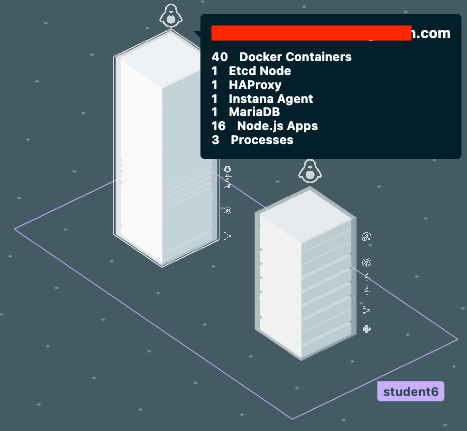 .com
40 Docker Containers
1 Etcd Node
1 HAProxy
1 Instana Agent
1 MariaDB
16 Node.js Apps
3 Processes
student6